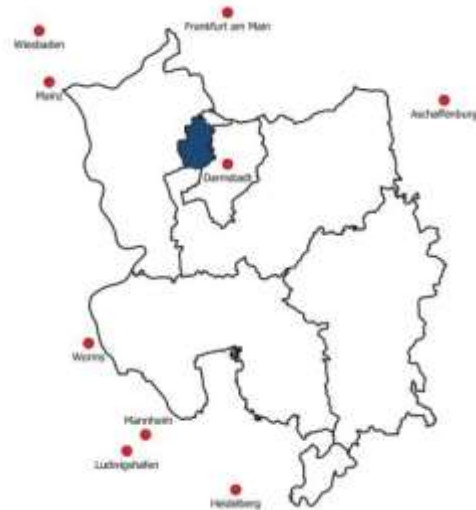 Frankfurt am Main
Wiesbaden
Mainz
Aschaffenburg
Darmstadt
Worms
Mannheim
Ludwigshafen
Heidelberg